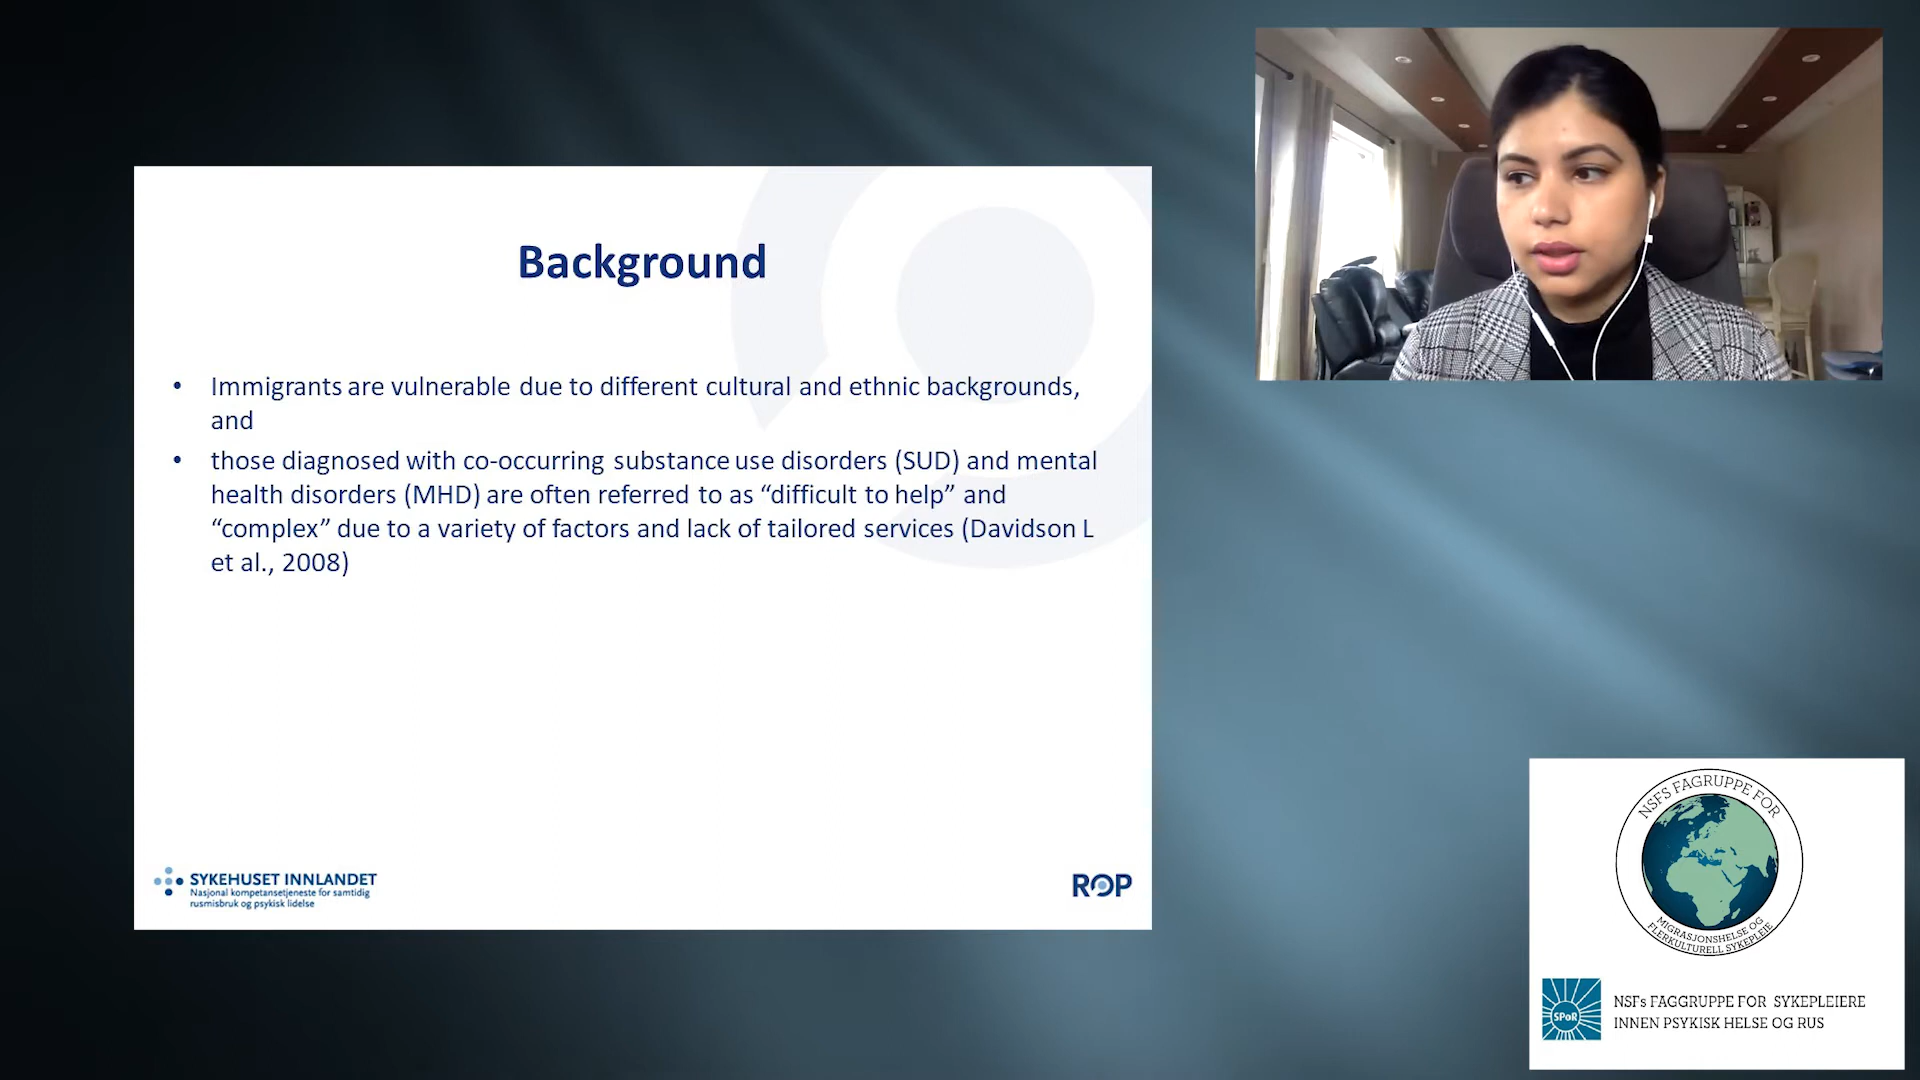 Background
• Immigrants are vulnerable due to different cultural and ethnic backgrounds,
and
• those diagnosed with co-occurring substance use disorders (SUD) and mental
health disorders (MHD) are often referred to as “difficult to help” and
“complex” due to a variety of factors and lack of tailored services (Davidson L
et al., 2008)
SYKEHUSET INNLANDET
Nasjonal kompetansetjeneste for samtidig
rusmisbruk og psykisk lidelse
ROP
NSFS FAGRUPPE FOR
MIGRASJONSHELSE OG
FLERKULTURELL SYKEPLEIE
SPoR
NSFs FAGGRUPPE FOR SYKEPLEIERE
INNEN PSYKISK HELSE OG RUS